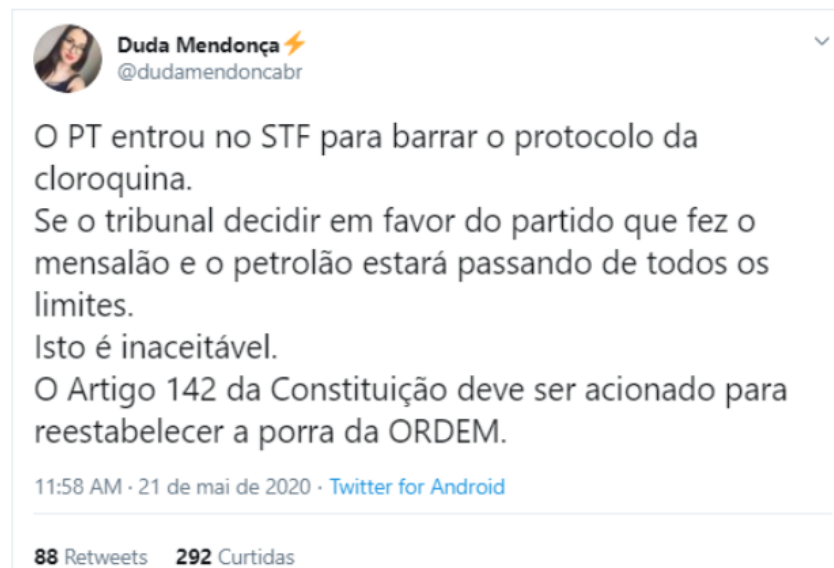 Duda Mendonça⚡
@dudamendoncabr
O PT entrou no STF para barrar o protocolo da
cloroquina.
Se o tribunal decidir em favor do partido que fez o
mensalão e o petrolão estará passando de todos os
limites.
Isto é inaceitável.
O Artigo 142 da Constituição deve ser acionado para
reestabelecer a porra da ORDEM.
11:58 AM · 21 de mai de 2020 · Twitter for Android
88 Retweets 292 Curtidas